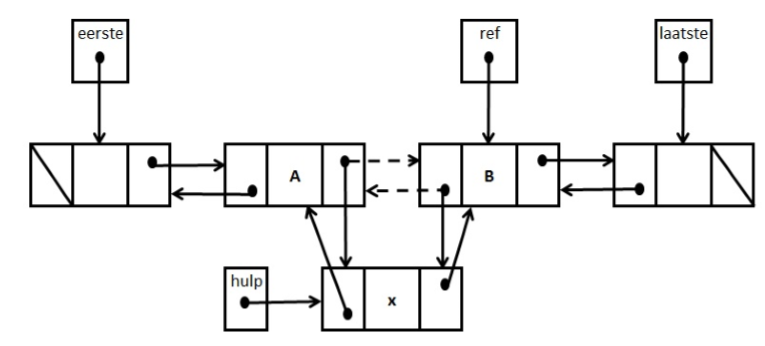 eerste
ref
laatste
A
B
hulp
x